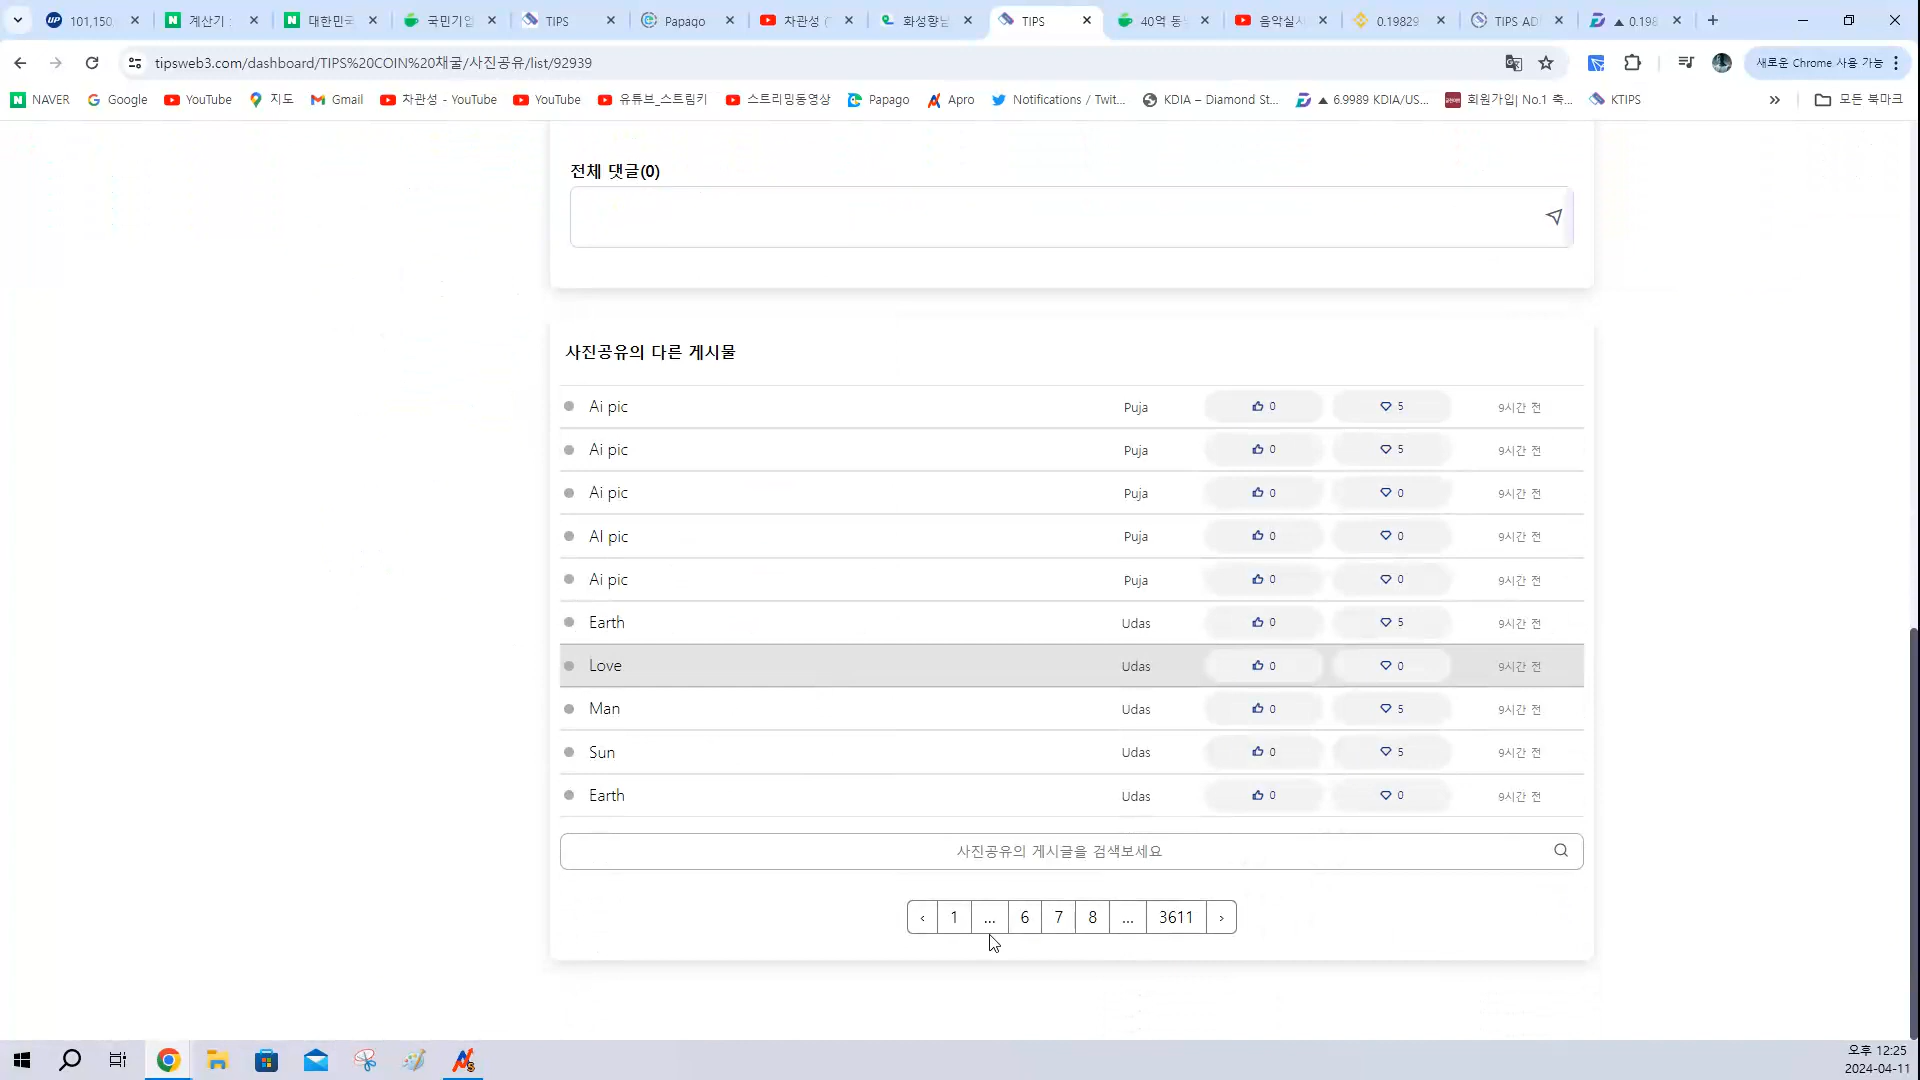 101,150
계산기 :
대한민국
국민기업
TIPS
Papago
차관성 (
화성향남
TIPS
40억 동
음악실시
0.19829
TIPS AD
▲ 0.198
tipsweb3.com/dashboard/TIPS%20COIN%20채굴/사진공유/list/92939
새로운 Chrome 사용 가능
NAVER
Google
YouTube
지도
Gmail
차관성 - YouTube
YouTube
유튜브_스트림키
스트리밍동영상
Papago
Apro
Notifications / Twit...
KDIA – Diamond St...
▲ 6.9989 KDIA/US...
회원가입| No.1 축...
KTIPS
»
모든 북마크
전체 댓글(0)
사진공유의 다른 게시물
Ai pic Puja 0 5 9시간 전
Ai pic Puja 0 5 9시간 전
Ai pic Puja 0 0 9시간 전
AI pic Puja 0 0 9시간 전
Ai pic Puja 0 0 9시간 전
Earth Udas 0 5 9시간 전
Love Udas 0 0 9시간 전
Man Udas 0 5 9시간 전
Sun Udas 0 5 9시간 전
Earth Udas 0 0 9시간 전
사진공유의 게시글을 검색보세요
‹ 1 ... 6 7 8 ... 3611 ›
오후 12:25
2024-04-11